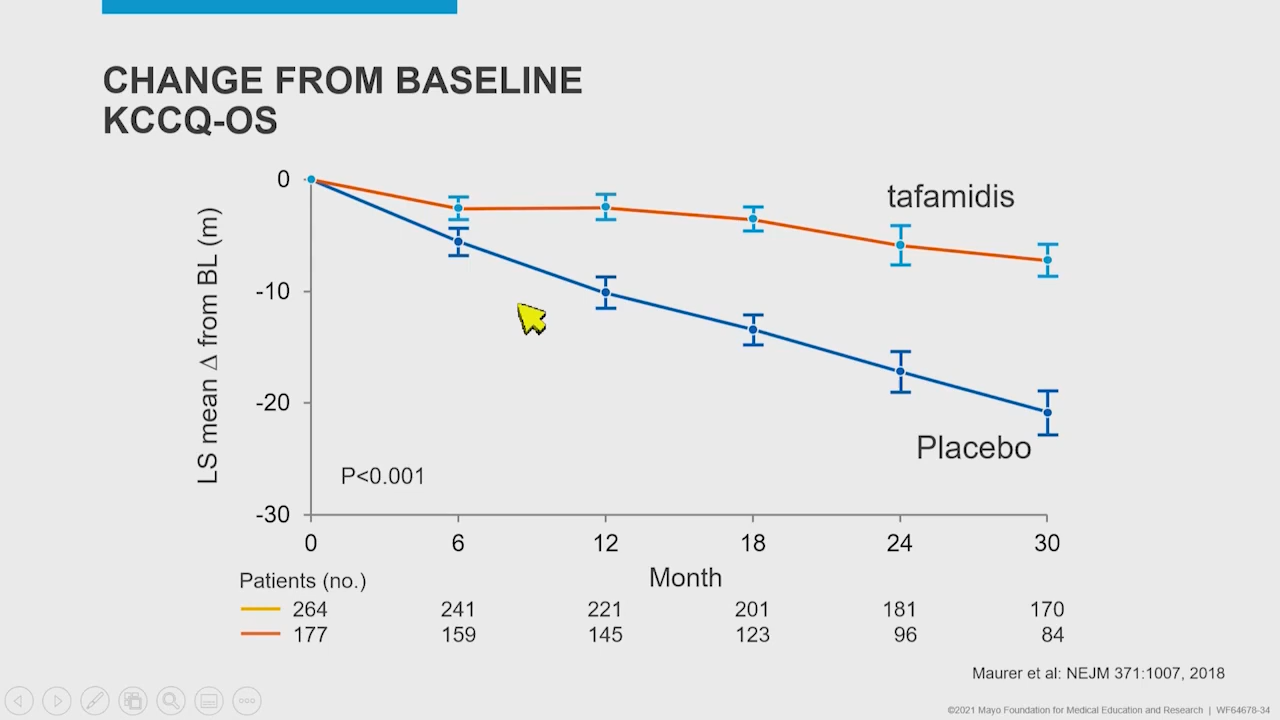 CHANGE FROM BASELINE
KCCQ-OS
LS mean Δ from BL (m)
0
-10
-20
-30
tafamidis
Placebo
P<0.001
0 6 12 18 24 30
Month
Patients (no.)
264 241 221 201 181 170
177 159 145 123 96 84
Maurer et al: NEJM 371:1007, 2018
©2021 Mayo Foundation for Medical Education and Research | WF64678-34